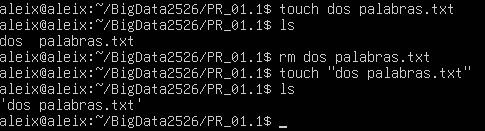 aleix@aleix:~/BigData2526/PR_01.1$ touch dos palabras.txt
aleix@aleix:~/BigData2526/PR_01.1$ ls
dos  palabras.txt
aleix@aleix:~/BigData2526/PR_01.1$ rm dos palabras.txt
aleix@aleix:~/BigData2526/PR_01.1$ touch "dos palabras.txt"
aleix@aleix:~/BigData2526/PR_01.1$ ls
'dos palabras.txt'
aleix@aleix:~/BigData2526/PR_01.1$ _